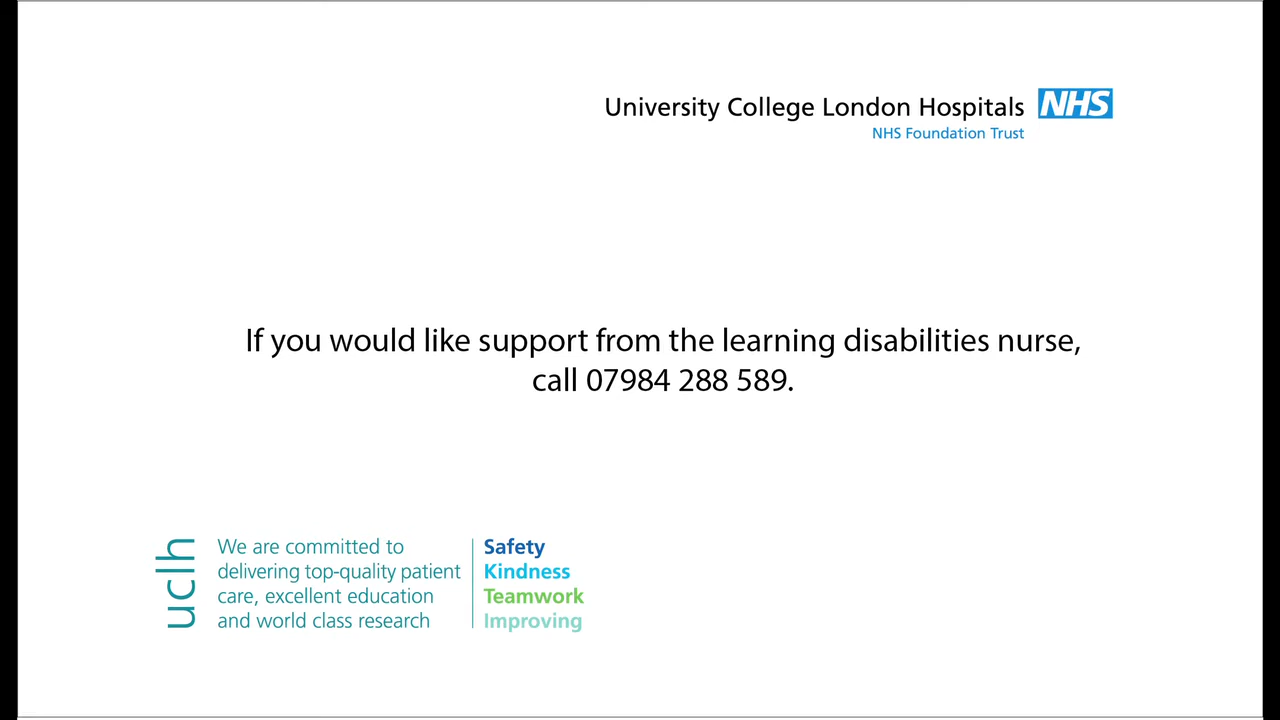 University College London Hospitals NHS
NHS Foundation Trust
If you would like support from the learning disabilities nurse,
call 07984 288 589.
uclh
We are committed to
delivering top-quality patient
care, excellent education
and world class research
Safety
Kindness
Teamwork
Improving